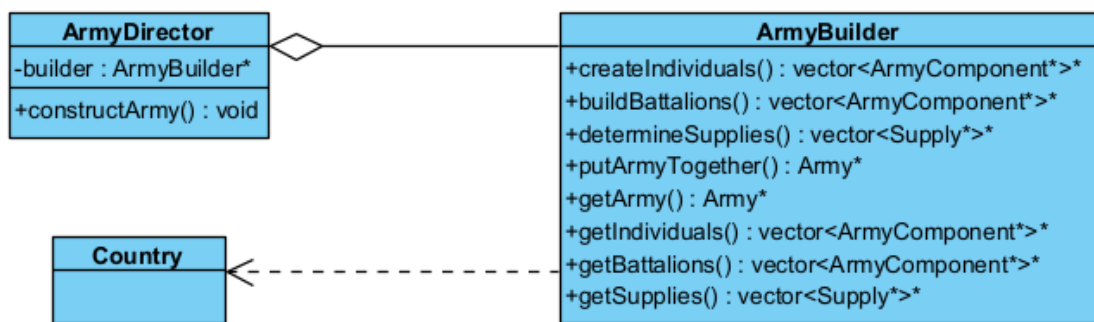 ArmyDirector
-builder : ArmyBuilder*
+constructArmy() : void
ArmyBuilder
+createIndividuals() : vector<ArmyComponent*>*
+buildBattalions() : vector<ArmyComponent*>*
+determineSupplies() : vector<Supply*>*
+putArmyTogether() : Army*
+getArmy() : Army*
+getIndividuals() : vector<ArmyComponent*>*
+getBattalions() : vector<ArmyComponent*>*
+getSupplies() : vector<Supply*>*
Country